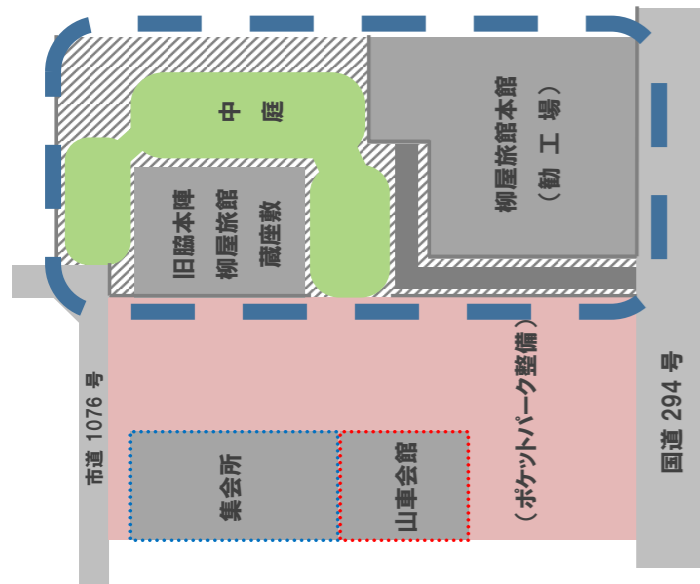 中庭
柳屋旅館本館
（勧工場）
旧脇本陣
柳屋旅館
蔵座敷
市道 1076 号
集会所
山車会館
（ポケットパーク整備）
国道 294 号